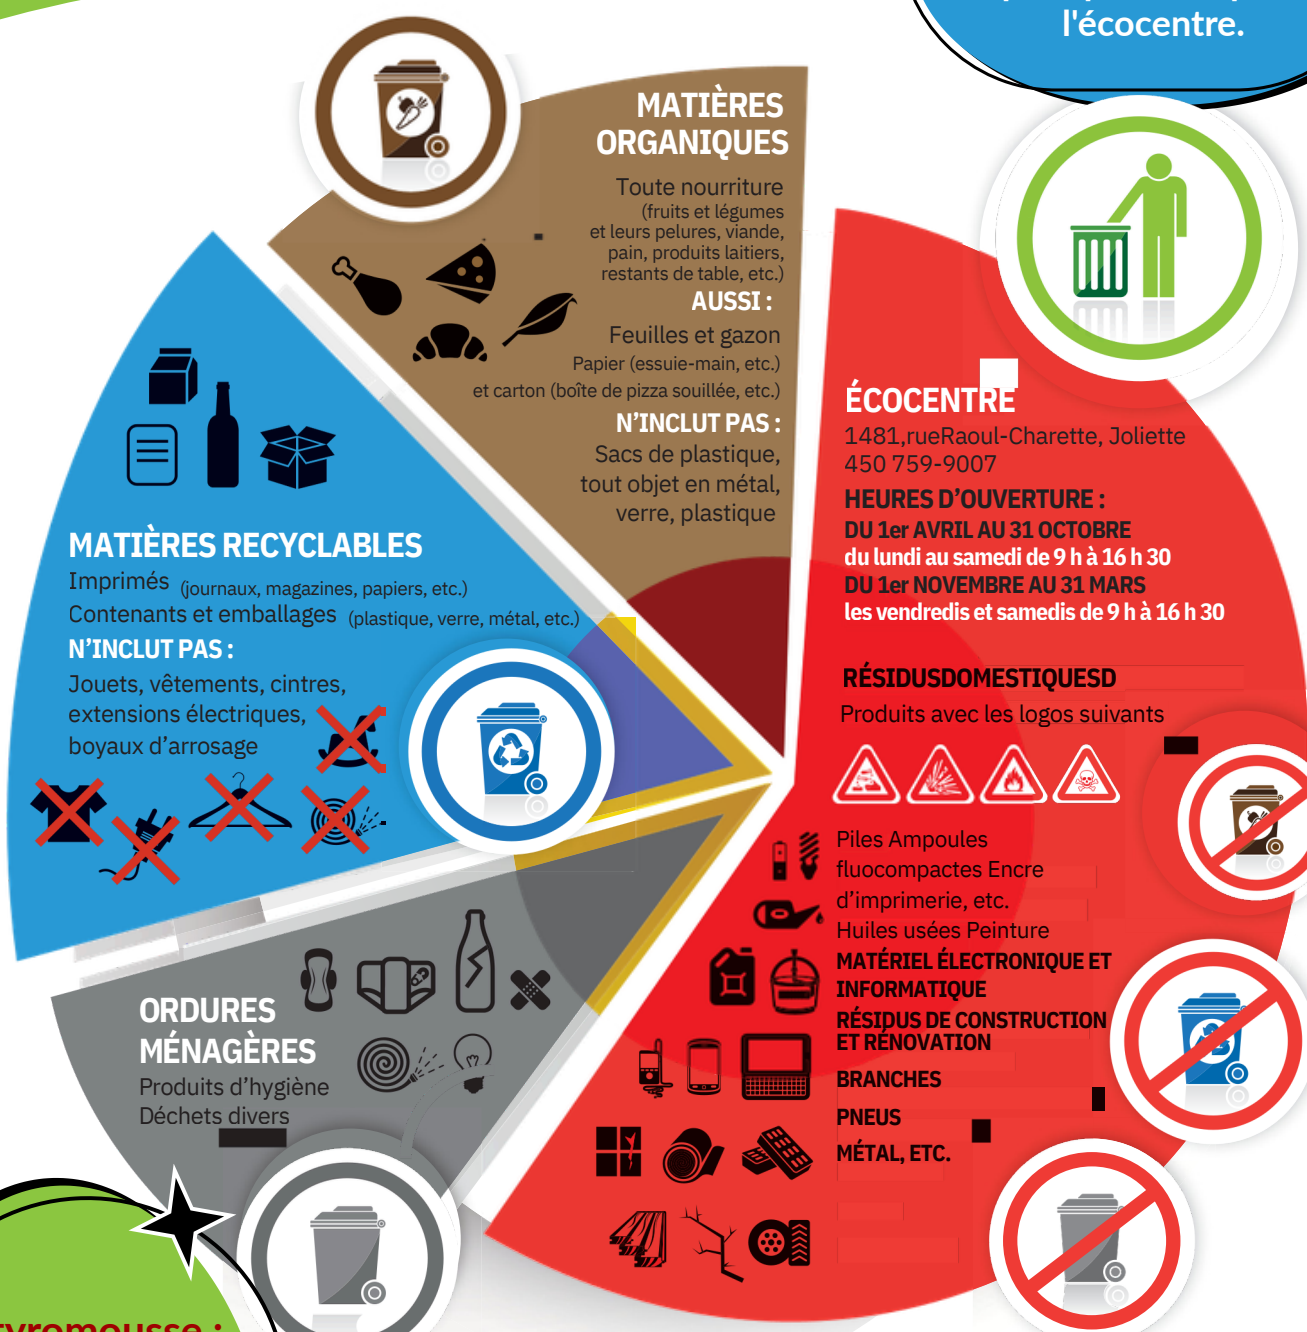 l'écocentre.
MATIÈRES
ORGANIQUES
Toute nourriture
(fruits et légumes
et leurs pelures, viande,
pain, produits laitiers,
restants de table, etc.)
AUSSI :
Feuilles et gazon
Papier (essuie-main, etc.)
et carton (boîte de pizza souillée, etc.)
N'INCLUT PAS :
Sacs de plastique,
tout objet en métal,
verre, plastique
MATIÈRES RECYCLABLES
Imprimés (journaux, magazines, papiers, etc.)
Contenants et emballages (plastique, verre, métal, etc.)
N'INCLUT PAS :
Jouets, vêtements, cintres,
extensions électriques,
boyaux d'arrosage
ÉCOCENTRE
1481,rueRaoul-Charette, Joliette
450 759-9007
HEURES D'OUVERTURE :
DU 1er AVRIL AU 31 OCTOBRE
du lundi au samedi de 9 h à 16 h 30
DU 1er NOVEMBRE AU 31 MARS
les vendredis et samedis de 9 h à 16 h 30
RÉSIDUSDOMESTIQUESD
Produits avec les logos suivants
Piles Ampoules
fluocompactes Encre
d'imprimerie, etc.
Huiles usées Peinture
MATÉRIEL ÉLECTRONIQUE ET
INFORMATIQUE
RÉSIDUS DE CONSTRUCTION
ET RÉNOVATION
BRANCHES
PNEUS
MÉTAL, ETC.
ORDURES
MÉNAGÈRES
Produits d'hygiène
Déchets divers